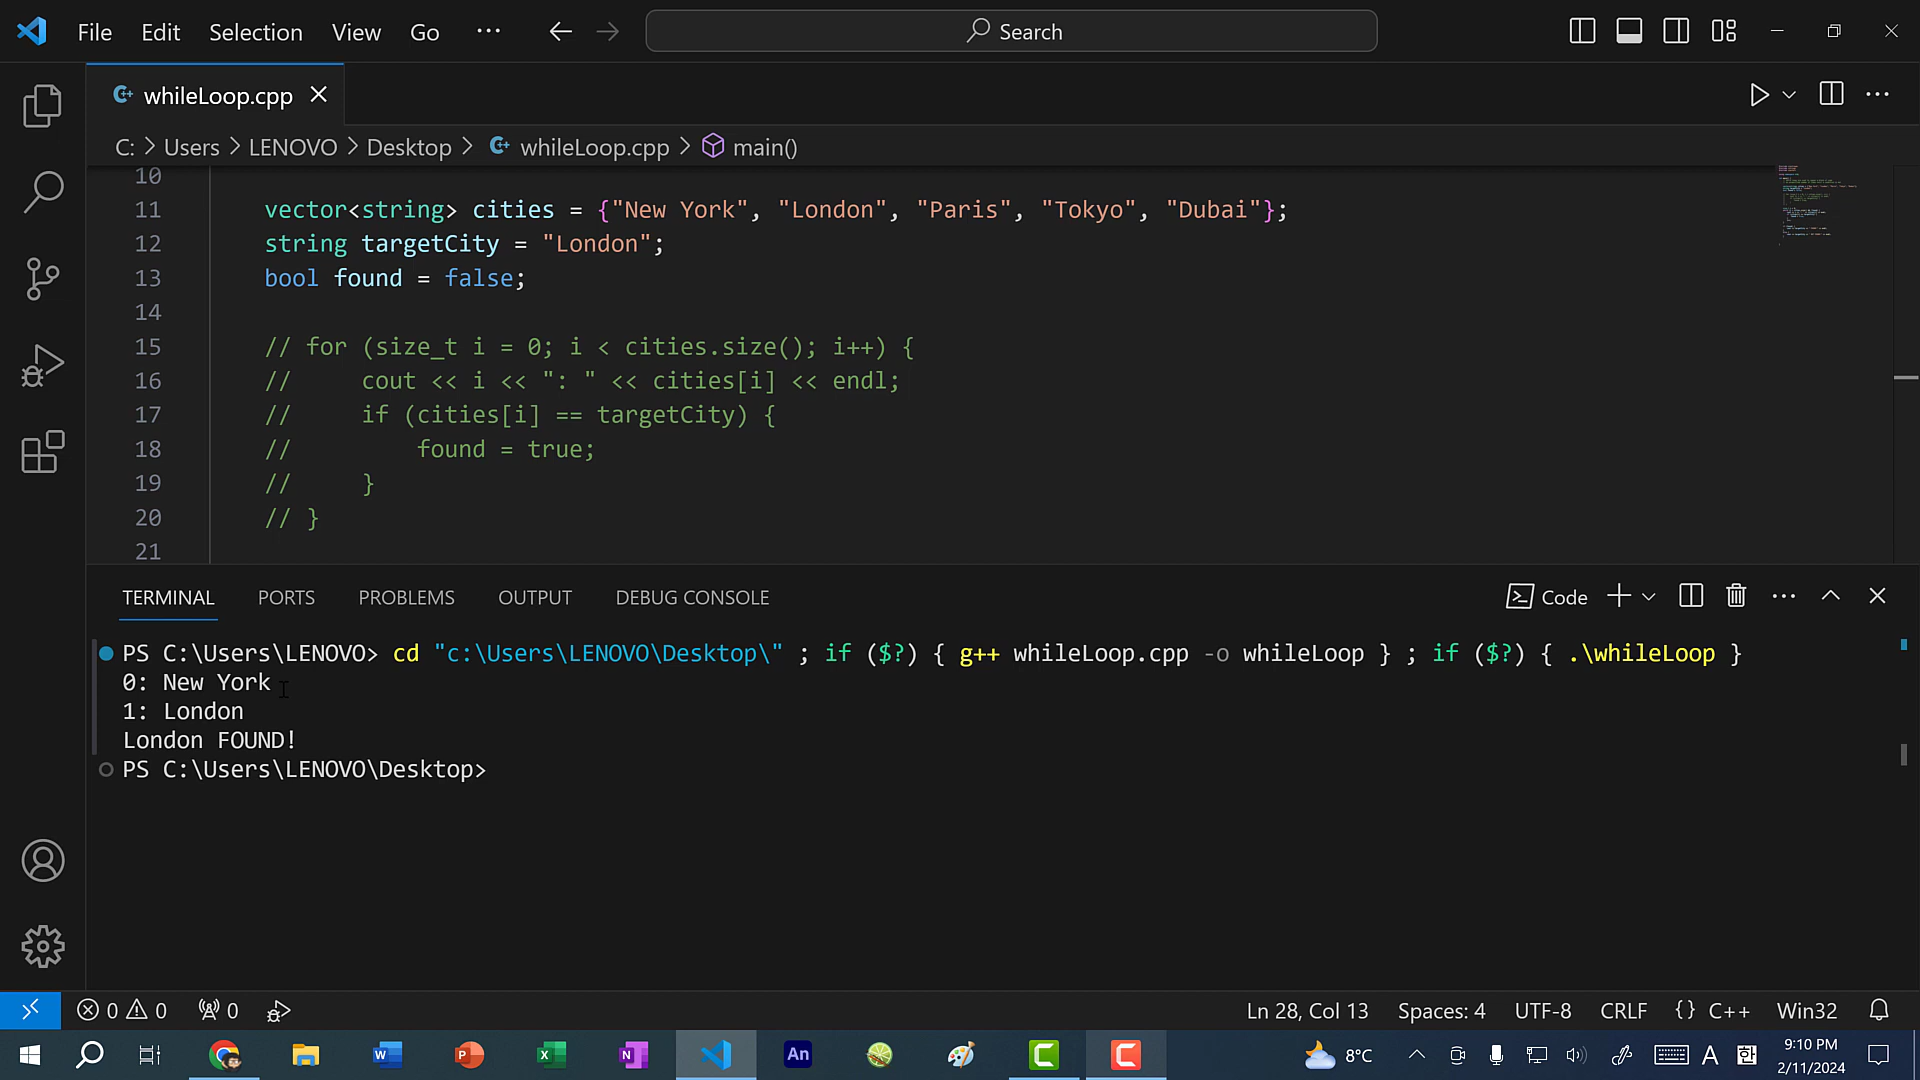 File Edit Selection View Go ··· Search
whileLoop.cpp
C: > Users > LENOVO > Desktop > whileLoop.cpp > main()
10
11 vector<string> cities = {"New York", "London", "Paris", "Tokyo", "Dubai"};
12 string targetCity = "London";
13 bool found = false;
14
15 // for (size_t i = 0; i < cities.size(); i++) {
16 //     cout << i << ": " << cities[i] << endl;
17 //     if (cities[i] == targetCity) {
18 //         found = true;
19 //     }
20 // }
21
TERMINAL PORTS PROBLEMS OUTPUT DEBUG CONSOLE Code
PS C:\Users\LENOVO> cd "c:\Users\LENOVO\Desktop\" ; if ($?) { g++ whileLoop.cpp -o whileLoop } ; if ($?) { .\whileLoop }
0: New York
1: London
London FOUND!
PS C:\Users\LENOVO\Desktop>
0 0 0 Ln 28, Col 13 Spaces: 4 UTF-8 CRLF {} C++ Win32
An 8°C A 한 9:10 PM
2/11/2024